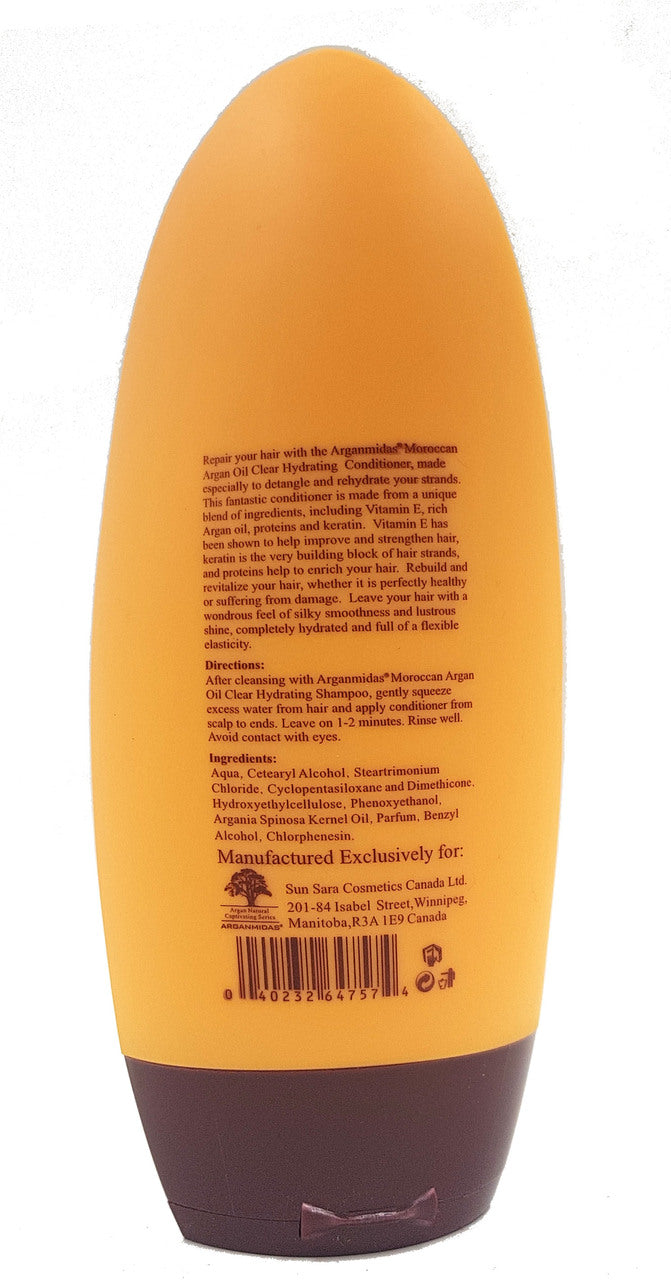 Repair your hair with the Arganmidas® Moroccan
Argan Oil Clear Hydrating Conditioner, made
especially to detangle and rehydrate your strands.
This fantastic conditioner is made from a unique
blend of ingredients, including Vitamin E, rich
Argan oil, proteins and keratin. Vitamin E has
been shown to help improve and strengthen hair,
keratin is the very building block of hair strands,
and proteins help to enrich your hair. Rebuild and
revitalize your hair, whether it is perfectly healthy
or suffering from damage. Leave your hair with a
wondrous feel of silky smoothness and lustrous
shine, completely hydrated and full of a flexible
elasticity.
Directions:
After cleansing with Arganmidas® Moroccan Argan
Oil Clear Hydrating Shampoo, gently squeeze
excess water from hair and apply conditioner from
scalp to ends. Leave on 1-2 minutes. Rinse well.
Avoid contact with eyes.
Ingredients:
Aqua, Cetearyl Alcohol, Steartrimonium
Chloride, Cyclopentasiloxane and Dimethicone.
Hydroxyethylcellulose, Phenoxyethanol,
Argania Spinosa Kernel Oil, Parfum, Benzyl
Alcohol, Chlorphenesin.
Manufactured Exclusively for:
Sun Sara Cosmetics Canada Ltd.
201-84 Isabel Street,Winnipeg,
Manitoba,R3A 1E9 Canada
Argan Natural
Captivating Series
ARGANMIDAS®
0 40232 64757 4